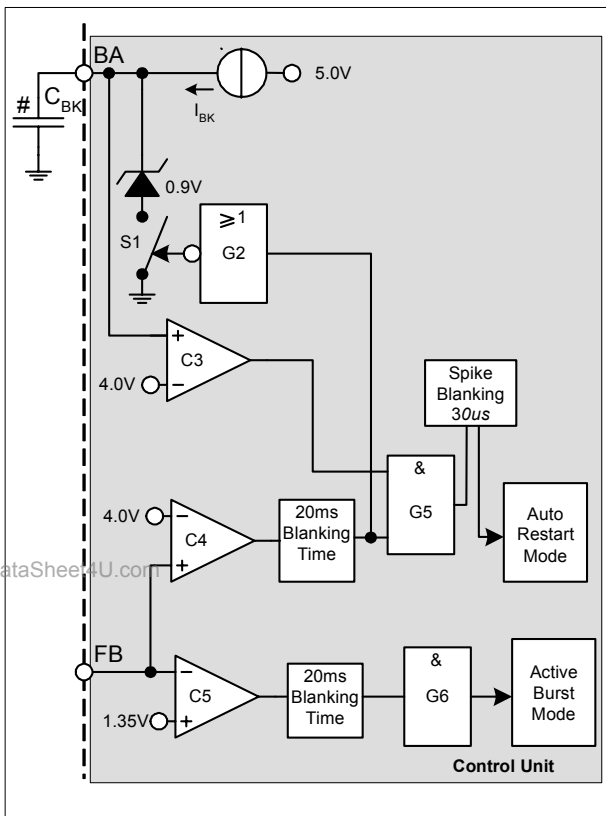 BA
5.0V
# C_BK
I_BK
0.9V
S1
≥1
G2
C3
4.0V
Spike
Blanking
30us
&
G5
4.0V
C4
20ms
Blanking
Time
Auto
Restart
Mode
ataSheet4U.com
FB
C5
1.35V
20ms
Blanking
Time
&
G6
Active
Burst
Mode
Control Unit